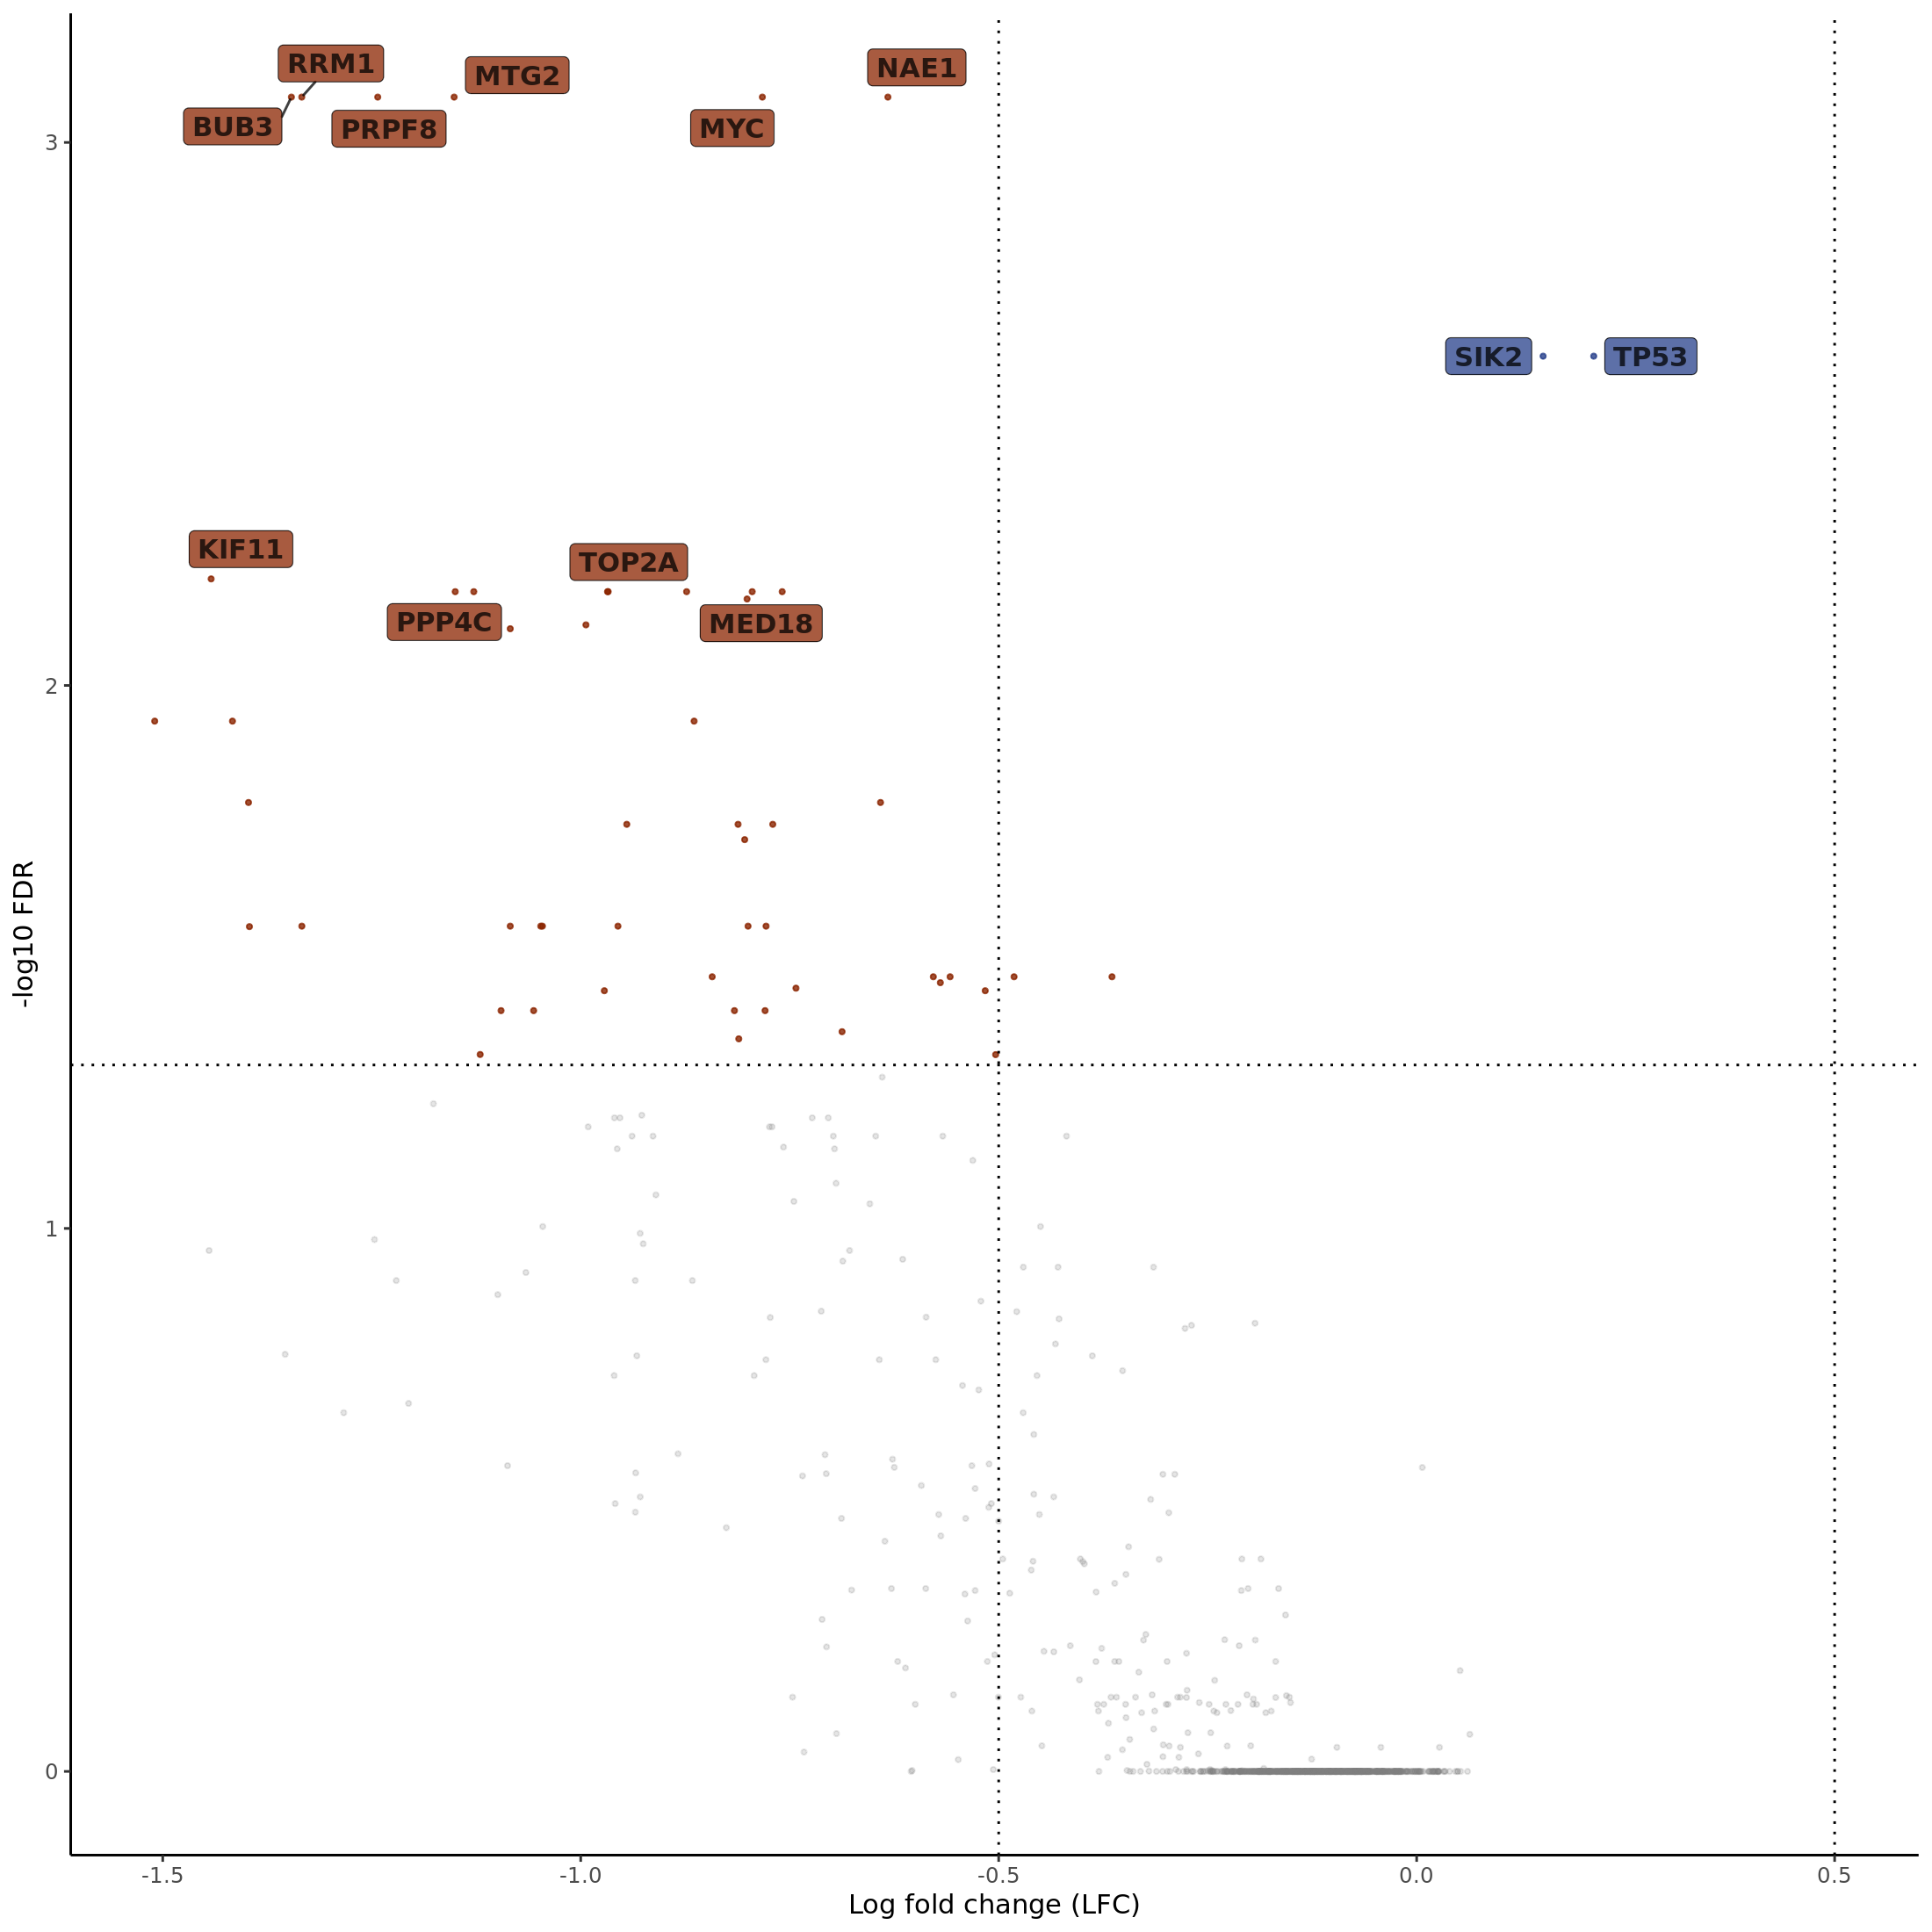 RRM1
MTG2
NAE1
BUB3
PRPF8
MYC
3
SIK2
TP53
KIF11
TOP2A
PPP4C
MED18
2
-log10 FDR
1
0
-1.5
-1.0
-0.5
0.0
0.5
Log fold change (LFC)